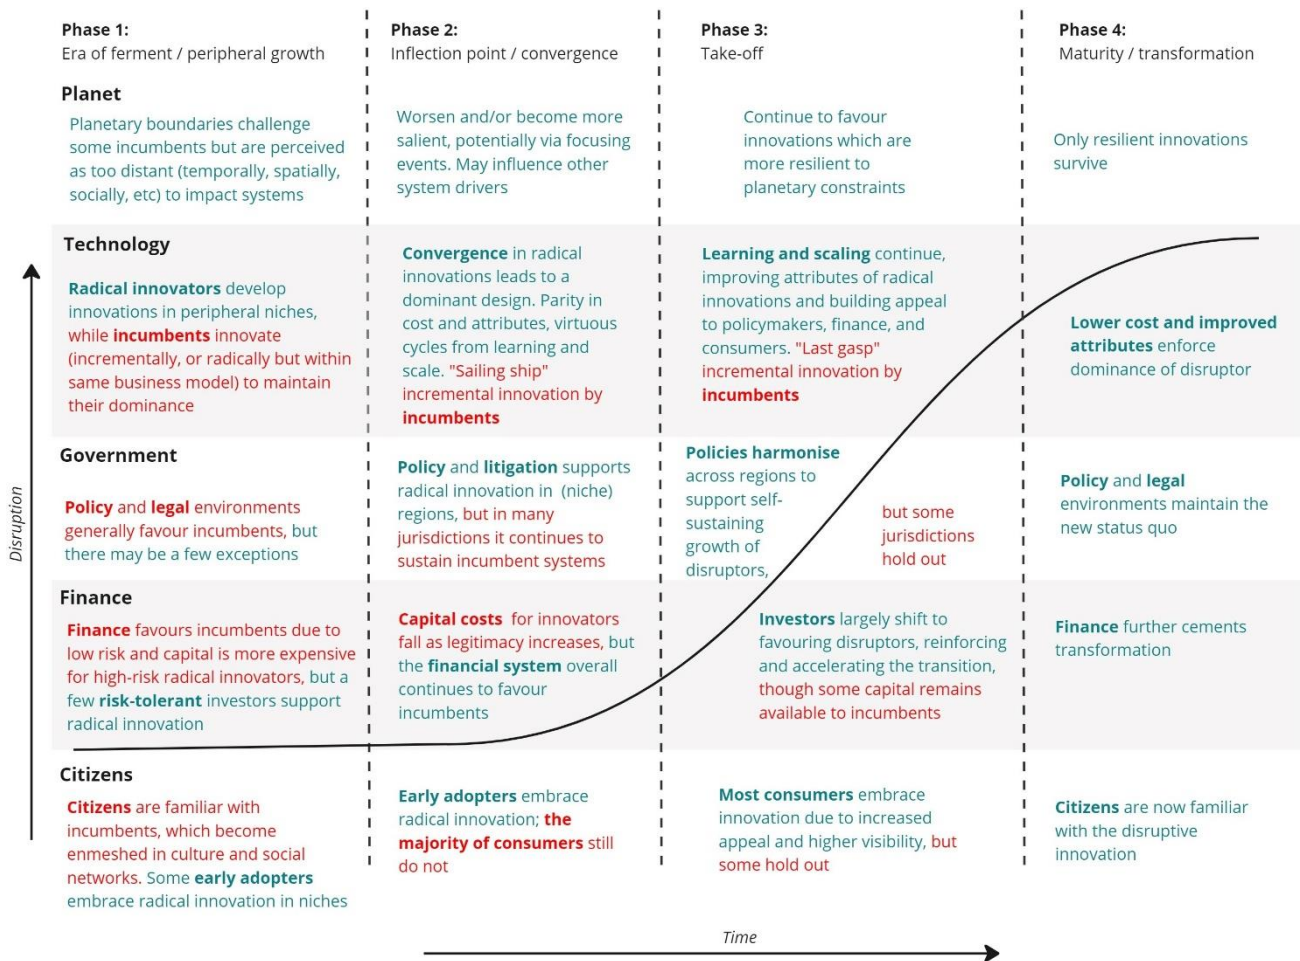 Phase 1:
Era of ferment / peripheral growth
Phase 2:
Inflection point / convergence
Phase 3:
Take-off
Phase 4:
Maturity / transformation
Planet
Planetary boundaries challenge
some incumbents but are perceived
as too distant (temporally, spatially,
socially, etc) to impact systems
Worsen and/or become more
salient, potentially via focusing
events. May influence other
system drivers
Continue to favour
innovations which are
more resilient to
planetary constraints
Only resilient innovations
survive
Technology
Radical innovators develop
innovations in peripheral niches,
while incumbents innovate
(incrementally, or radically but within
same business model) to maintain
their dominance
Convergence in radical
innovations leads to a
dominant design. Parity in
cost and attributes, virtuous
cycles from learning and
scale. "Sailing ship"
incremental innovation by
incumbents
Learning and scaling continue,
improving attributes of radical
innovations and building appeal
to policymakers, finance, and
consumers. "Last gasp"
incremental innovation by
incumbents
Lower cost and improved
attributes enforce
dominance of disruptor
Government
Policy and legal environments
generally favour incumbents, but
there may be a few exceptions
Policy and litigation supports
radical innovation in (niche)
regions, but in many
jurisdictions it continues to
sustain incumbent systems
Policies harmonise
across regions to
support self-
sustaining
growth of
disruptors,
but some
jurisdictions
hold out
Policy and legal
environments maintain the
new status quo
Finance
Finance favours incumbents due to
low risk and capital is more expensive
for high-risk radical innovators, but a
few risk-tolerant investors support
radical innovation
Capital costs for innovators
fall as legitimacy increases, but
the financial system overall
continues to favour
incumbents
Investors largely shift to
favouring disruptors, reinforcing
and accelerating the transition,
though some capital remains
available to incumbents
Finance further cements
transformation
Citizens
Citizens are familiar with
incumbents, which become
enmeshed in culture and social
networks. Some early adopters
embrace radical innovation in niches
Early adopters embrace
radical innovation; the
majority of consumers still
do not
Most consumers embrace
innovation due to increased
appeal and higher visibility, but
some hold out
Citizens are now familiar
with the disruptive
innovation
Disruption
Time